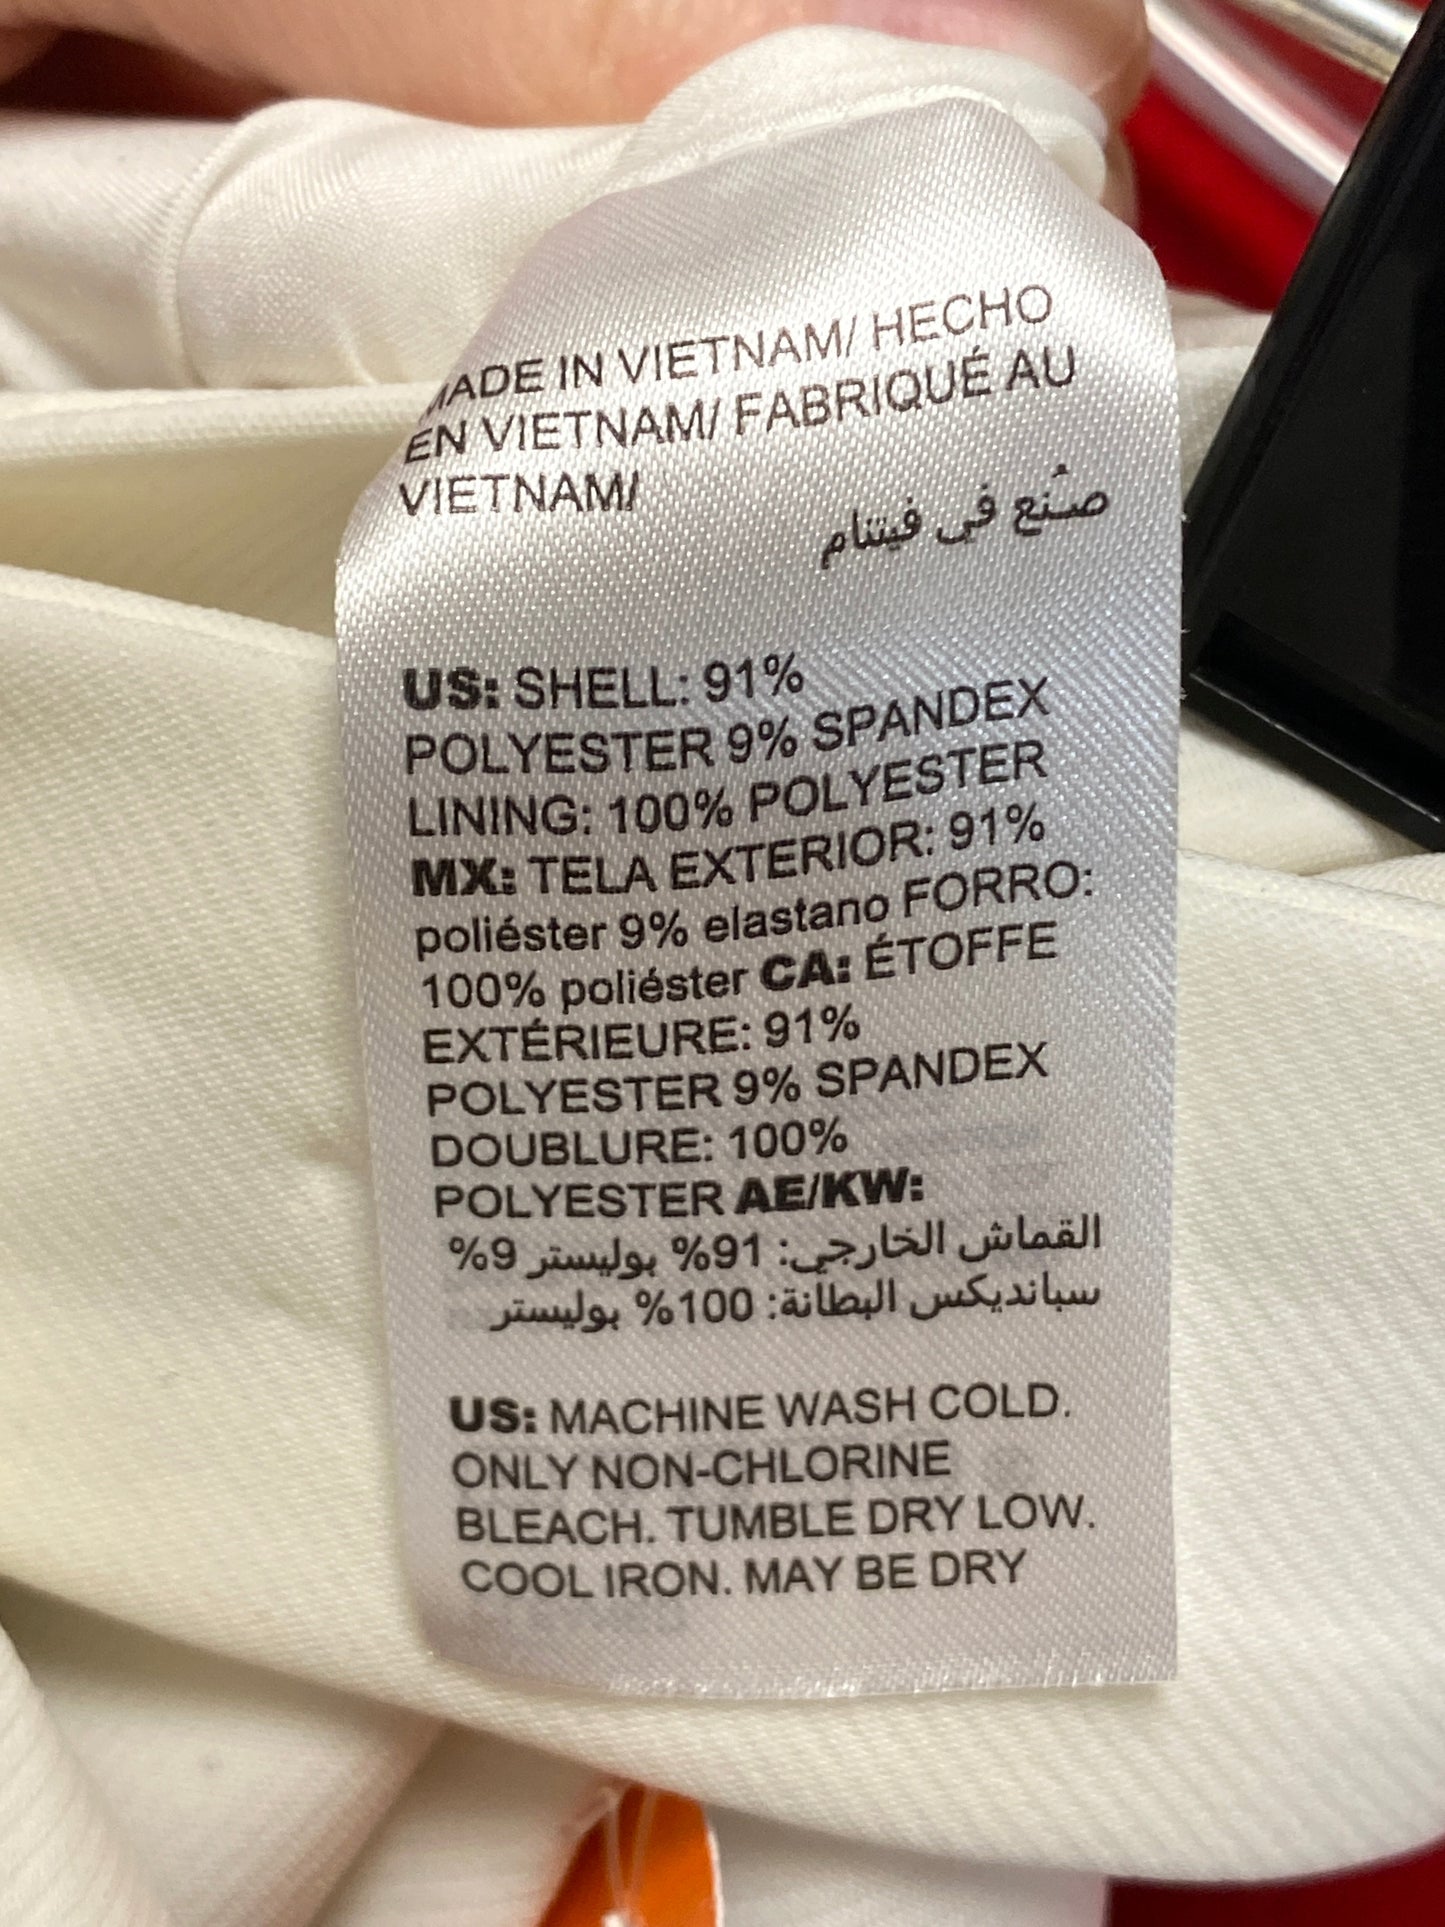 MADE IN VIETNAM/ HECHO
EN VIETNAM/ FABRIQUÉ AU
VIETNAM/
صُنع في فيتنام
US: SHELL: 91%
POLYESTER 9% SPANDEX
LINING: 100% POLYESTER
MX: TELA EXTERIOR: 91%
poliéster 9% elastano FORRO:
100% poliéster CA: ÉTOFFE
EXTÉRIEURE: 91%
POLYESTER 9% SPANDEX
DOUBLURE: 100%
POLYESTER AE/KW:
القماش الخارجي: 91% بوليستر 9%
سبانديكس البطانة: 100% بوليستر
US: MACHINE WASH COLD.
ONLY NON-CHLORINE
BLEACH. TUMBLE DRY LOW.
COOL IRON. MAY BE DRY